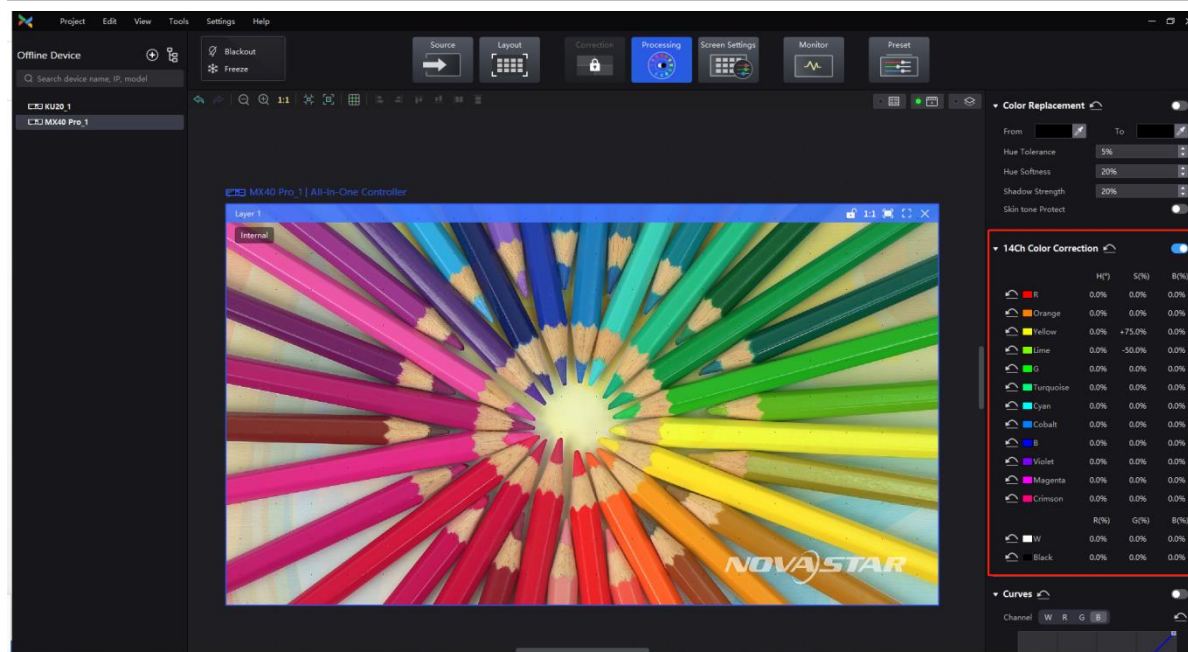 Project Edit View Tools Settings Help
Offline Device
Search device name, IP, model
KU20_1
MX40 Pro_1
Blackout
Freeze
Source Layout Correction Processing Screen Settings Monitor Preset
1:1
MX40 Pro_1 | All-In-One Controller
Layer 1 1:1
Internal
NOVASTAR
Color Replacement
From To
Hue Tolerance 5%
Hue Softness 20%
Shadow Strength 20%
Skin tone Protect
14Ch Color Correction
H(°) S(%) B(%)
R 0.0% 0.0% 0.0%
Orange 0.0% 0.0% 0.0%
Yellow 0.0% +75.0% 0.0%
Lime 0.0% -50.0% 0.0%
G 0.0% 0.0% 0.0%
Turquoise 0.0% 0.0% 0.0%
Cyan 0.0% 0.0% 0.0%
Cobalt 0.0% 0.0% 0.0%
B 0.0% 0.0% 0.0%
Violet 0.0% 0.0% 0.0%
Magenta 0.0% 0.0% 0.0%
Crimson 0.0% 0.0% 0.0%
R(%) G(%) B(%)
W 0.0% 0.0% 0.0%
Black 0.0% 0.0% 0.0%
Curves
Channel W R G B